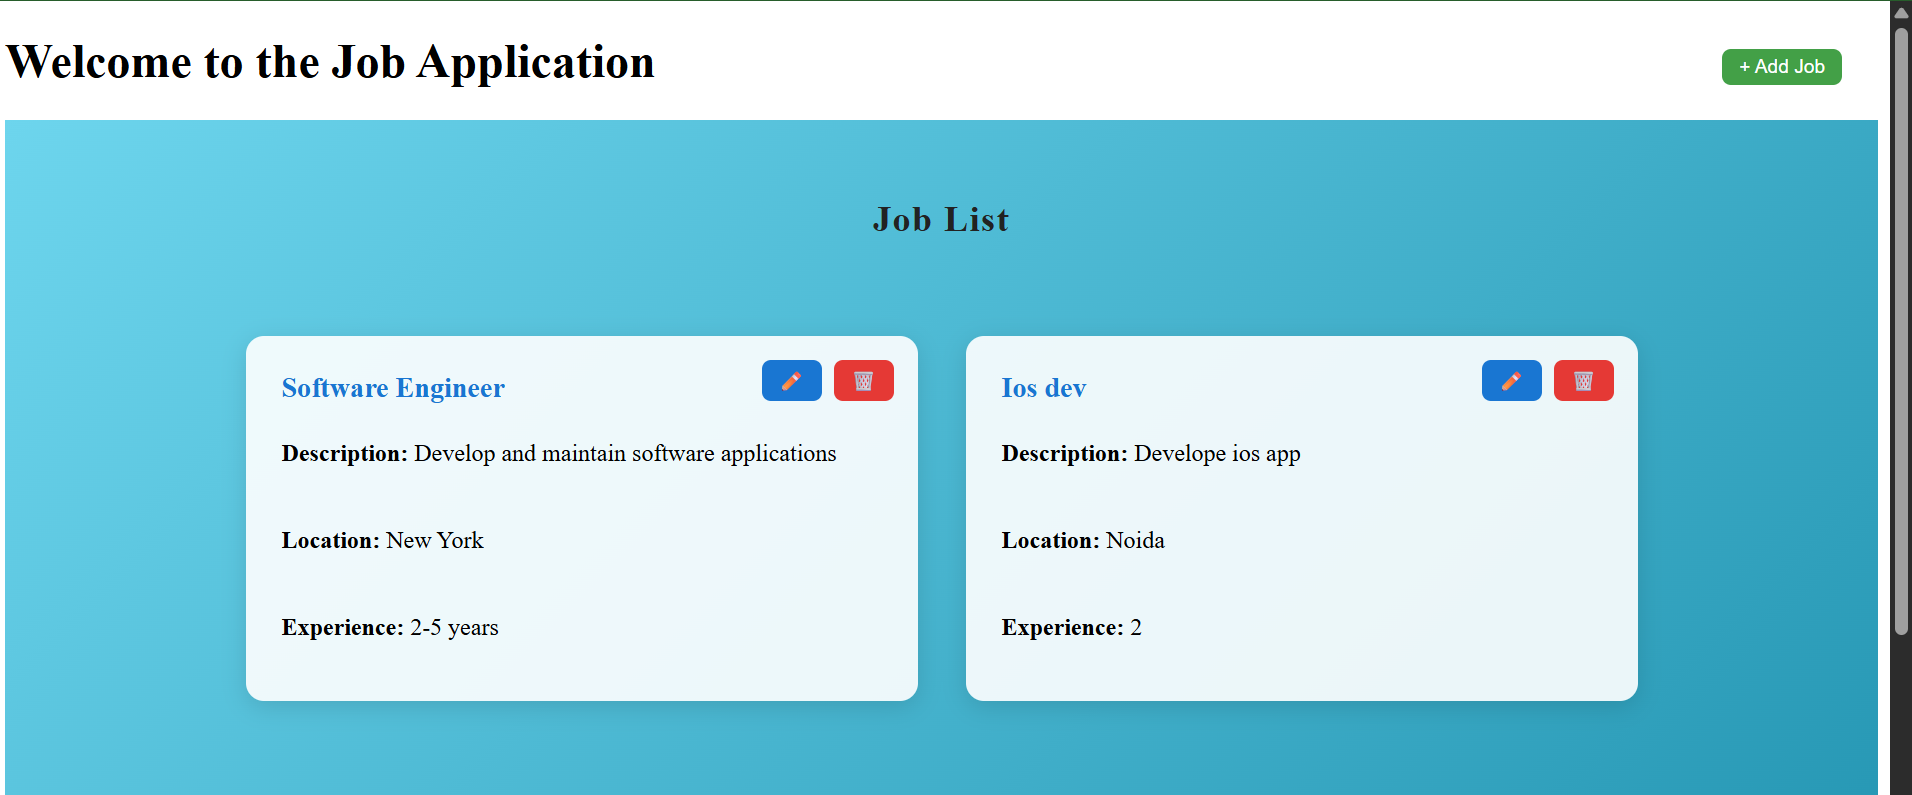 Welcome to the Job Application
+ Add Job
Job List
Software Engineer
Description: Develop and maintain software applications
Location: New York
Experience: 2-5 years
Ios dev
Description: Develope ios app
Location: Noida
Experience: 2